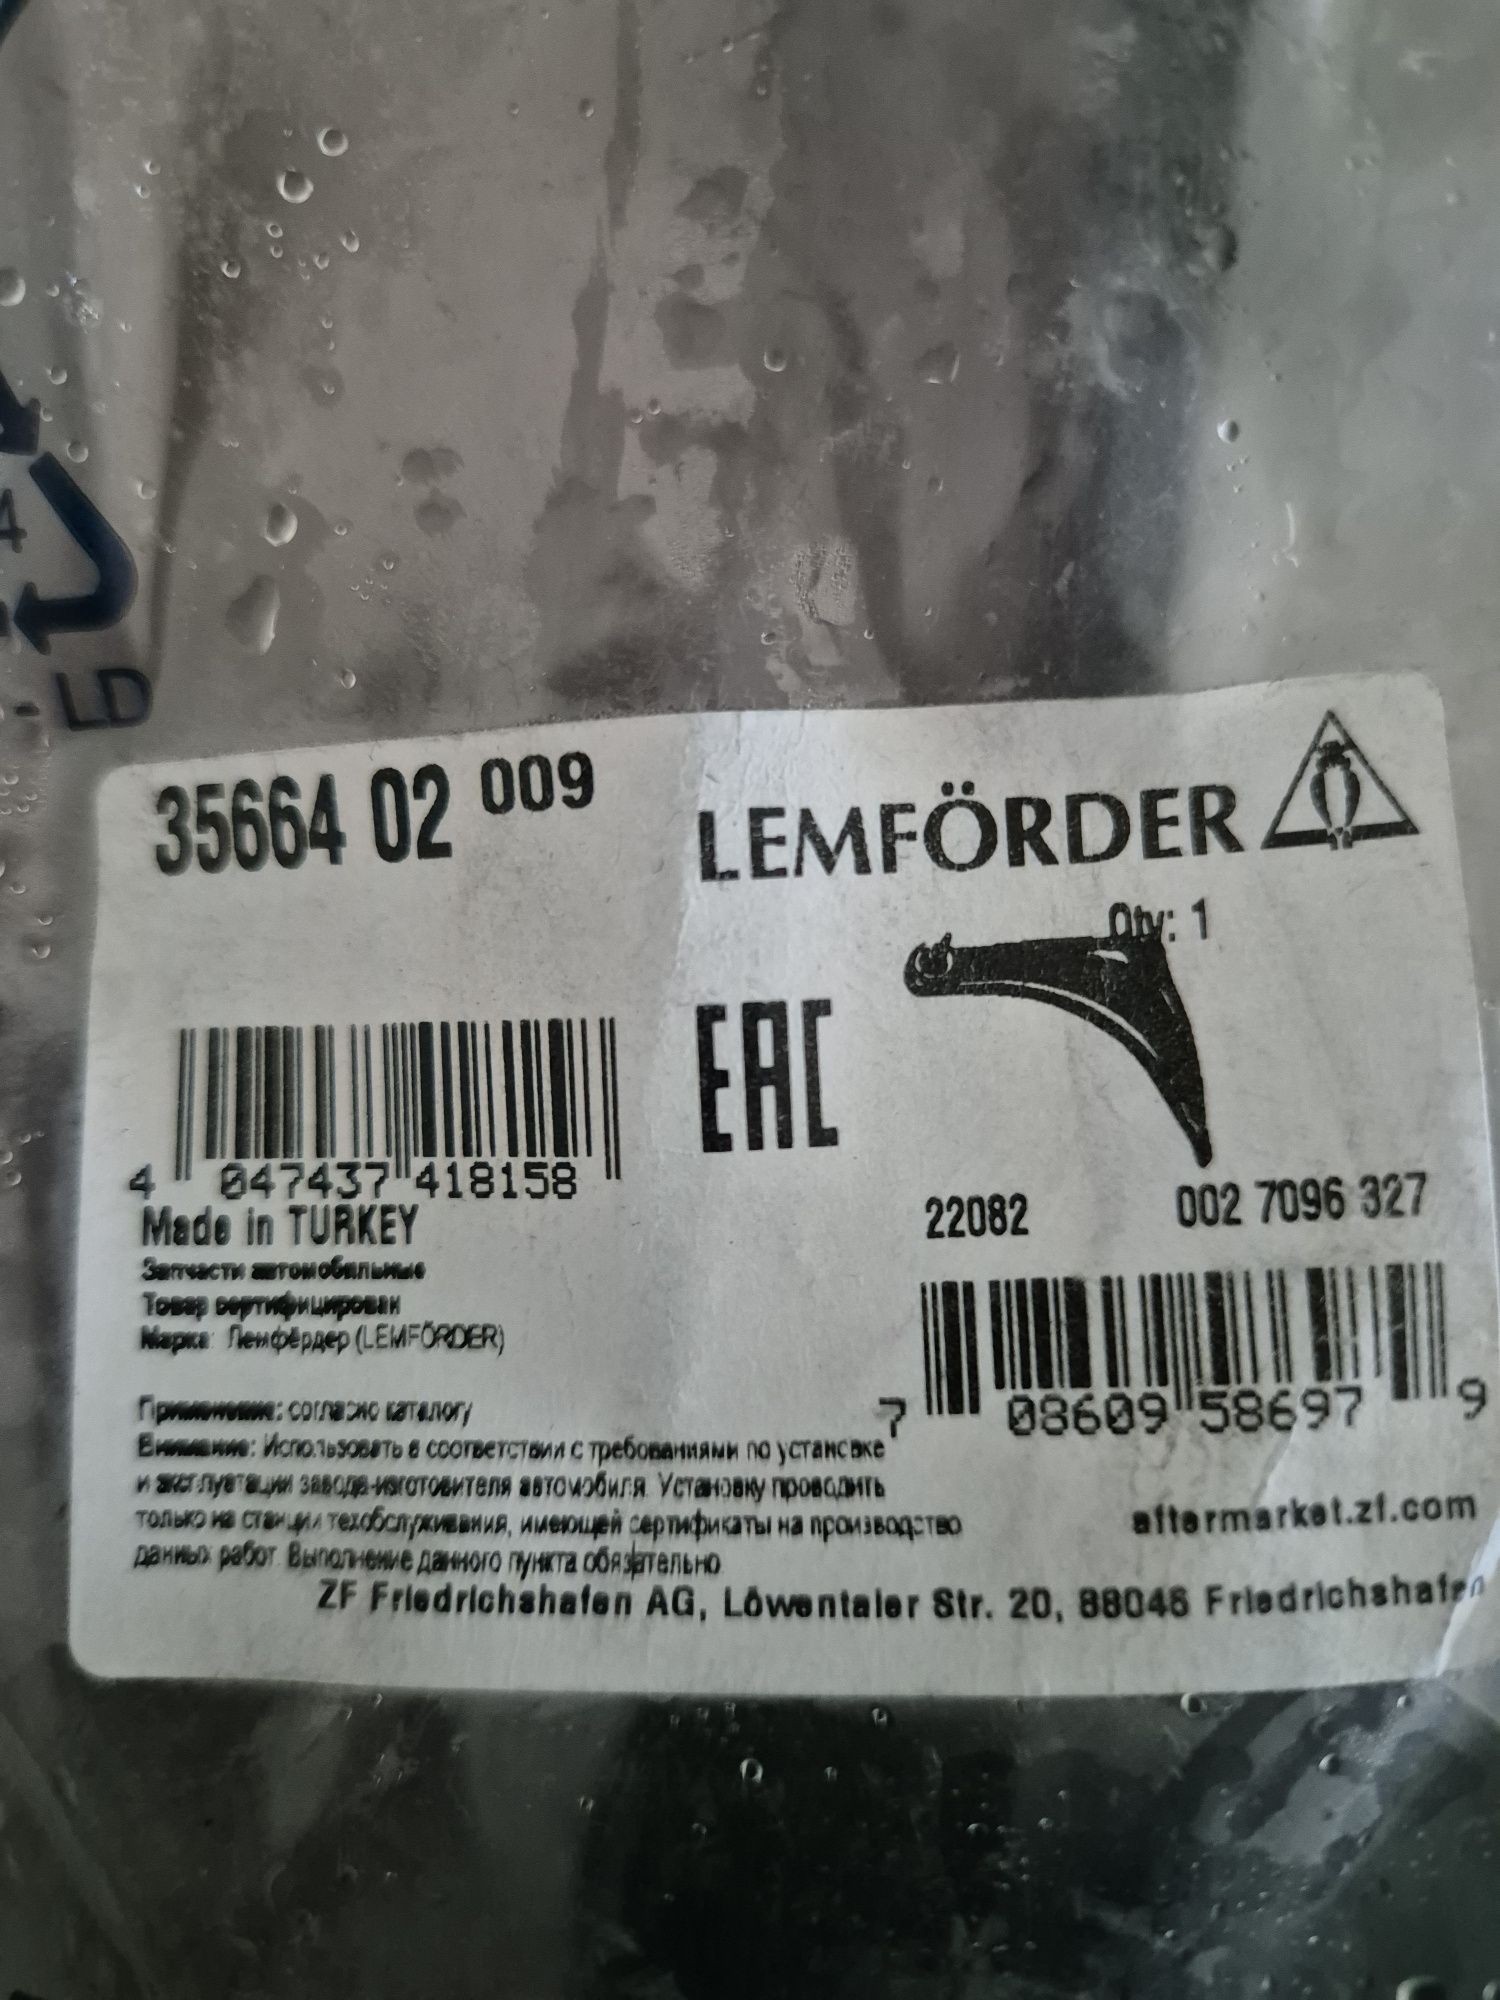 4
- LD
35664 02 009
LEMFÖRDER
Qty: 1
EAC
4 047437 418158
Made in TURKEY
22082 002 7096 327
Запчасти автомобильные
Товар сертифицирован
Марка: Лемфёрдер (LEMFÖRDER)
7 08609 58697 9
Применение: согласно каталогу
Внимание: Использовать в соответствии с требованиями по установке
и эксплуатации завода-изготовителя автомобиля. Установку проводить
только на станции техобслуживания, имеющей сертификаты на производство
данных работ. Выполнение данного пункта обязательно
aftermarket.zf.com
ZF Friedrichshafen AG, Löwentaler Str. 20, 88046 Friedrichshafen